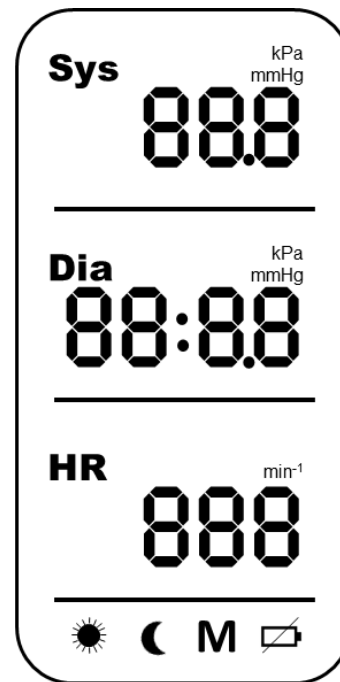 kPa
Sys mmHg
88.8
kPa
Dia mmHg
88:8.8
HR min⁻¹
888
M